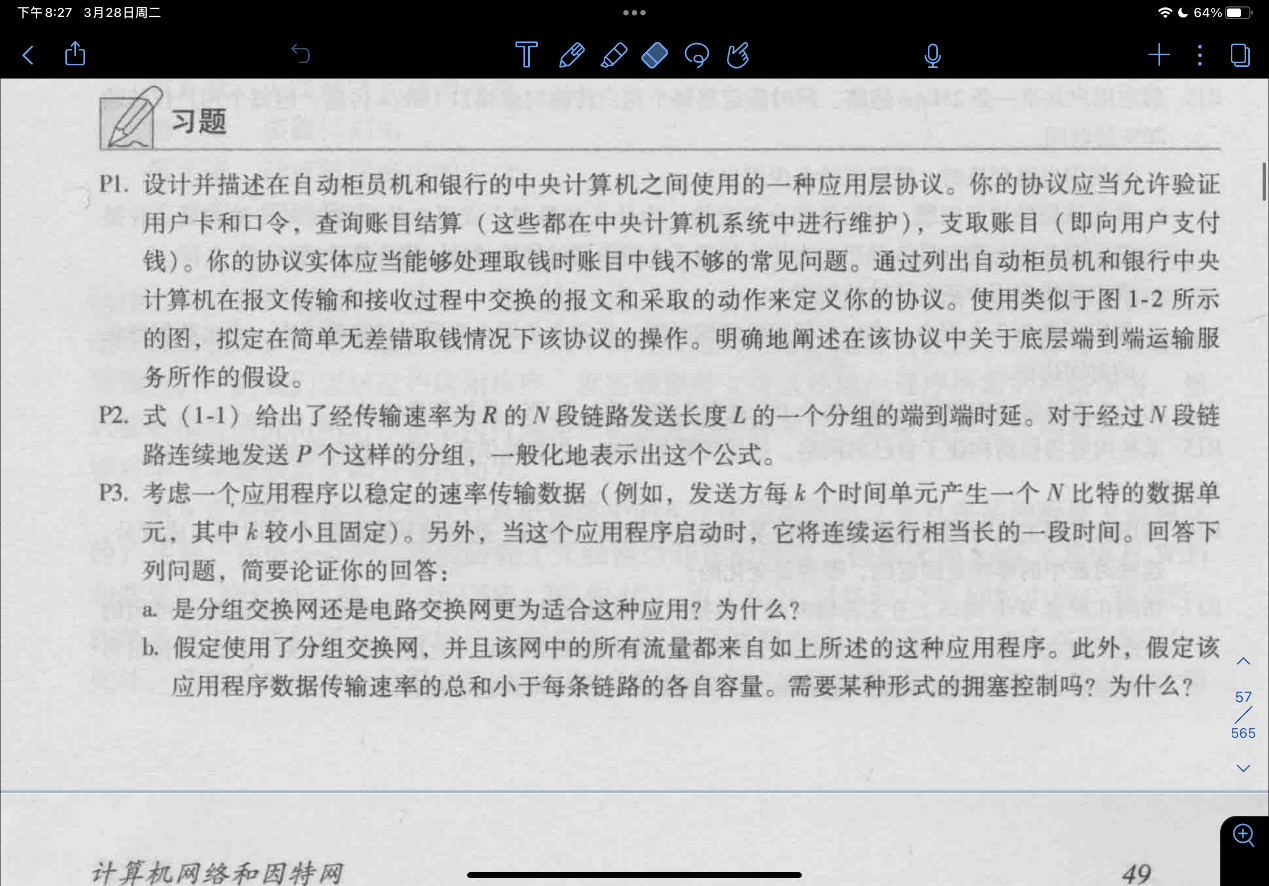 下午8:27 3月28日周二
64%
习题
P1. 设计并描述在自动柜员机和银行的中央计算机之间使用的一种应用层协议。你的协议应当允许验证
用户卡和口令，查询账目结算（这些都在中央计算机系统中进行维护），支取账目（即向用户支付
钱）。你的协议实体应当能够处理取钱时账目中钱不够的常见问题。通过列出自动柜员机和银行中央
计算机在报文传输和接收过程中交换的报文和采取的动作来定义你的协议。使用类似于图 1-2 所示
的图，拟定在简单无差错取钱情况下该协议的操作。明确地阐述在该协议中关于底层端到端运输服
务所作的假设。
P2. 式（1-1）给出了经传输速率为 R 的 N 段链路发送长度 L 的一个分组的端到端时延。对于经过 N 段链
路连续地发送 P 个这样的分组，一般化地表示出这个公式。
P3. 考虑一个应用程序以稳定的速率传输数据（例如，发送方每 k 个时间单元产生一个 N 比特的数据单
元，其中 k 较小且固定）。另外，当这个应用程序启动时，它将连续运行相当长的一段时间。回答下
列问题，简要论证你的回答：
a. 是分组交换网还是电路交换网更为适合这种应用？为什么？
b. 假定使用了分组交换网，并且该网中的所有流量都来自如上所述的这种应用程序。此外，假定该
应用程序数据传输速率的总和小于每条链路的各自容量。需要某种形式的拥塞控制吗？为什么？
57
565
计算机网络和因特网 49